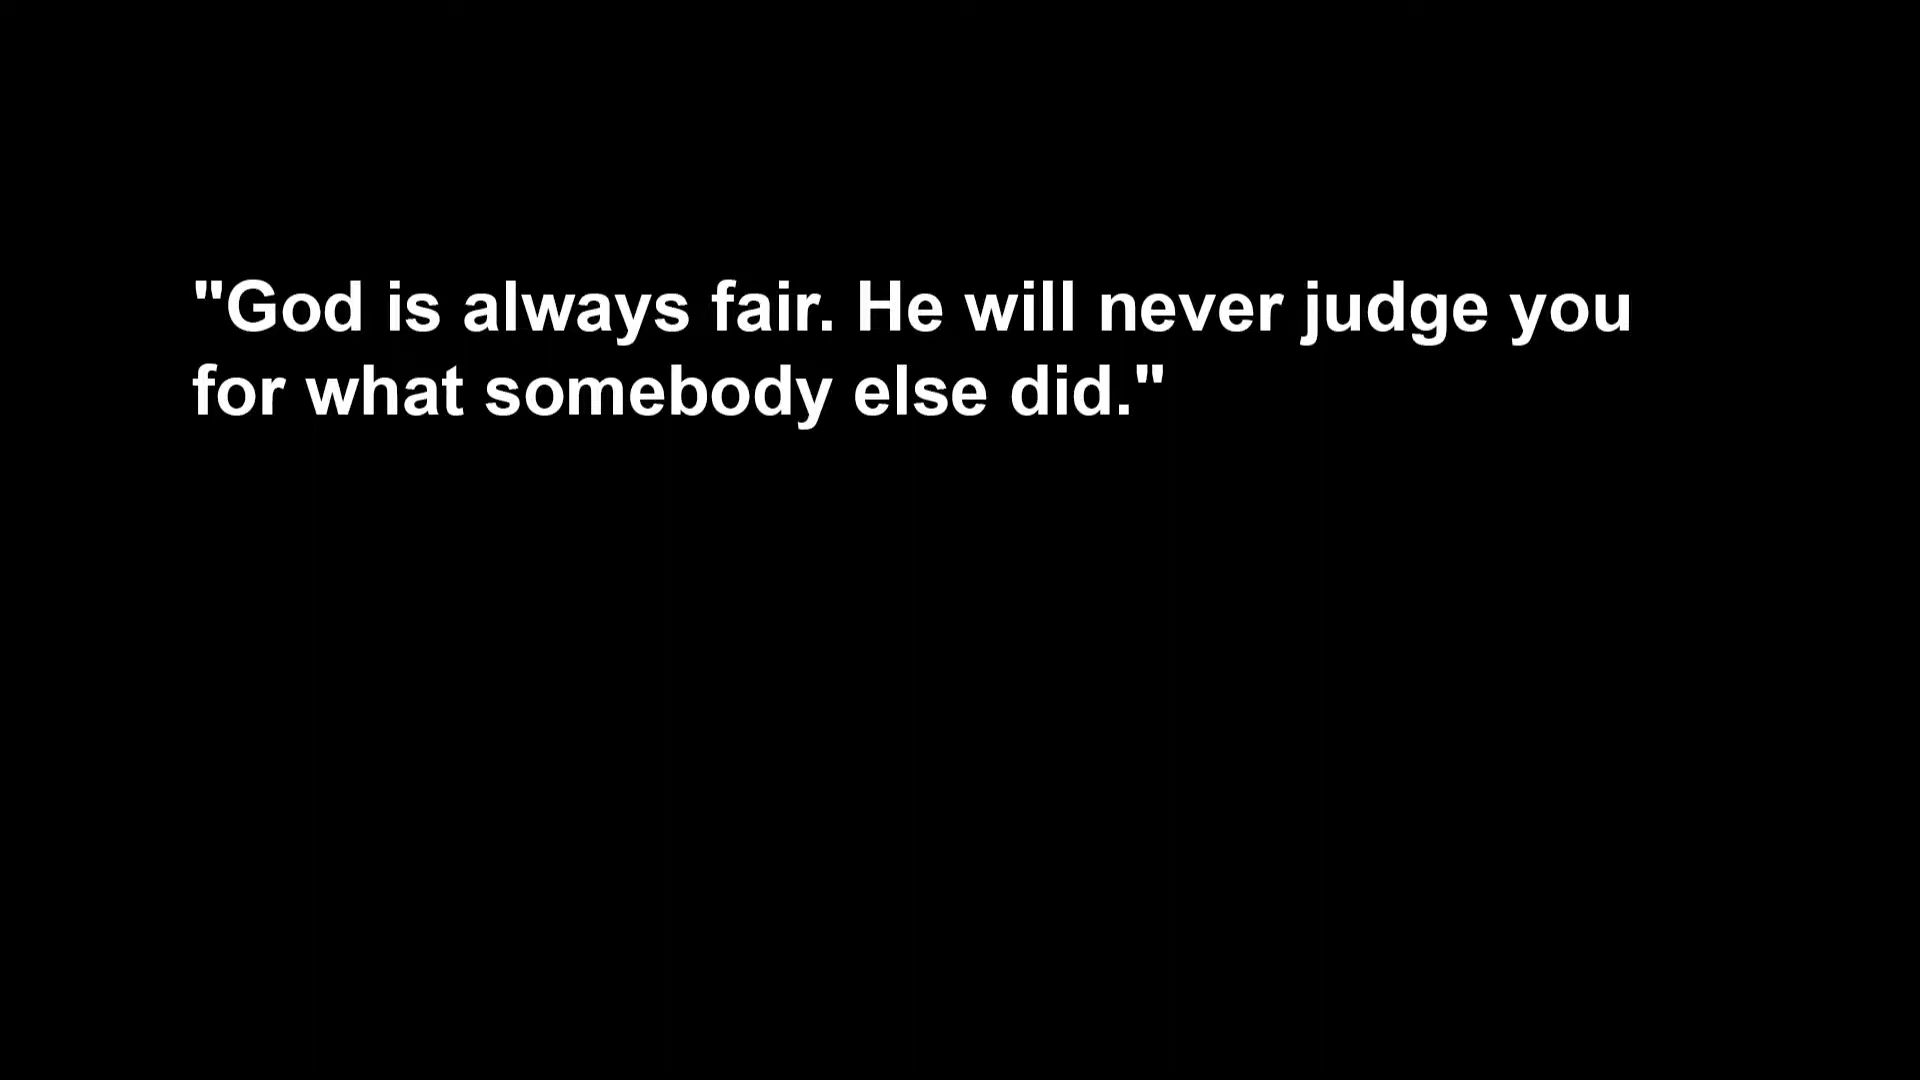 "God is always fair. He will never judge you
for what somebody else did."